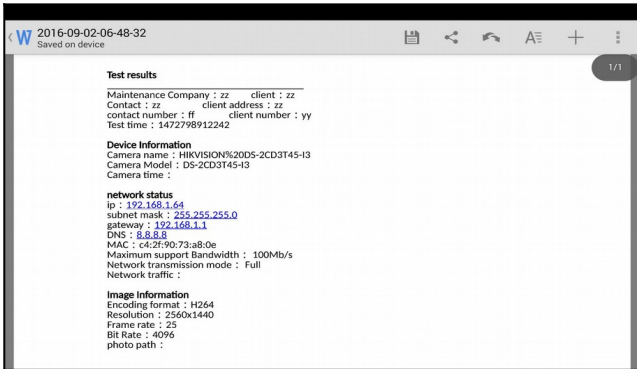 2016-09-02-06-48-32
Saved on device
1/1
Test results
Maintenance Company：zz client：zz
Contact：zz client address：zz
contact number：ff client number：yy
Test time：1472798912242
Device Information
Camera name：HIKVISION%20DS-2CD3T45-I3
Camera Model：DS-2CD3T45-I3
Camera time：
network status
ip：192.168.1.64
subnet mask：255.255.255.0
gateway：192.168.1.1
DNS：8.8.8.8
MAC：c4:2f:90:73:a8:0e
Maximum support Bandwidth： 100Mb/s
Network transmission mode： Full
Network traffic：
Image Information
Encoding format：H264
Resolution：2560x1440
Frame rate：25
Bit Rate：4096
photo path：